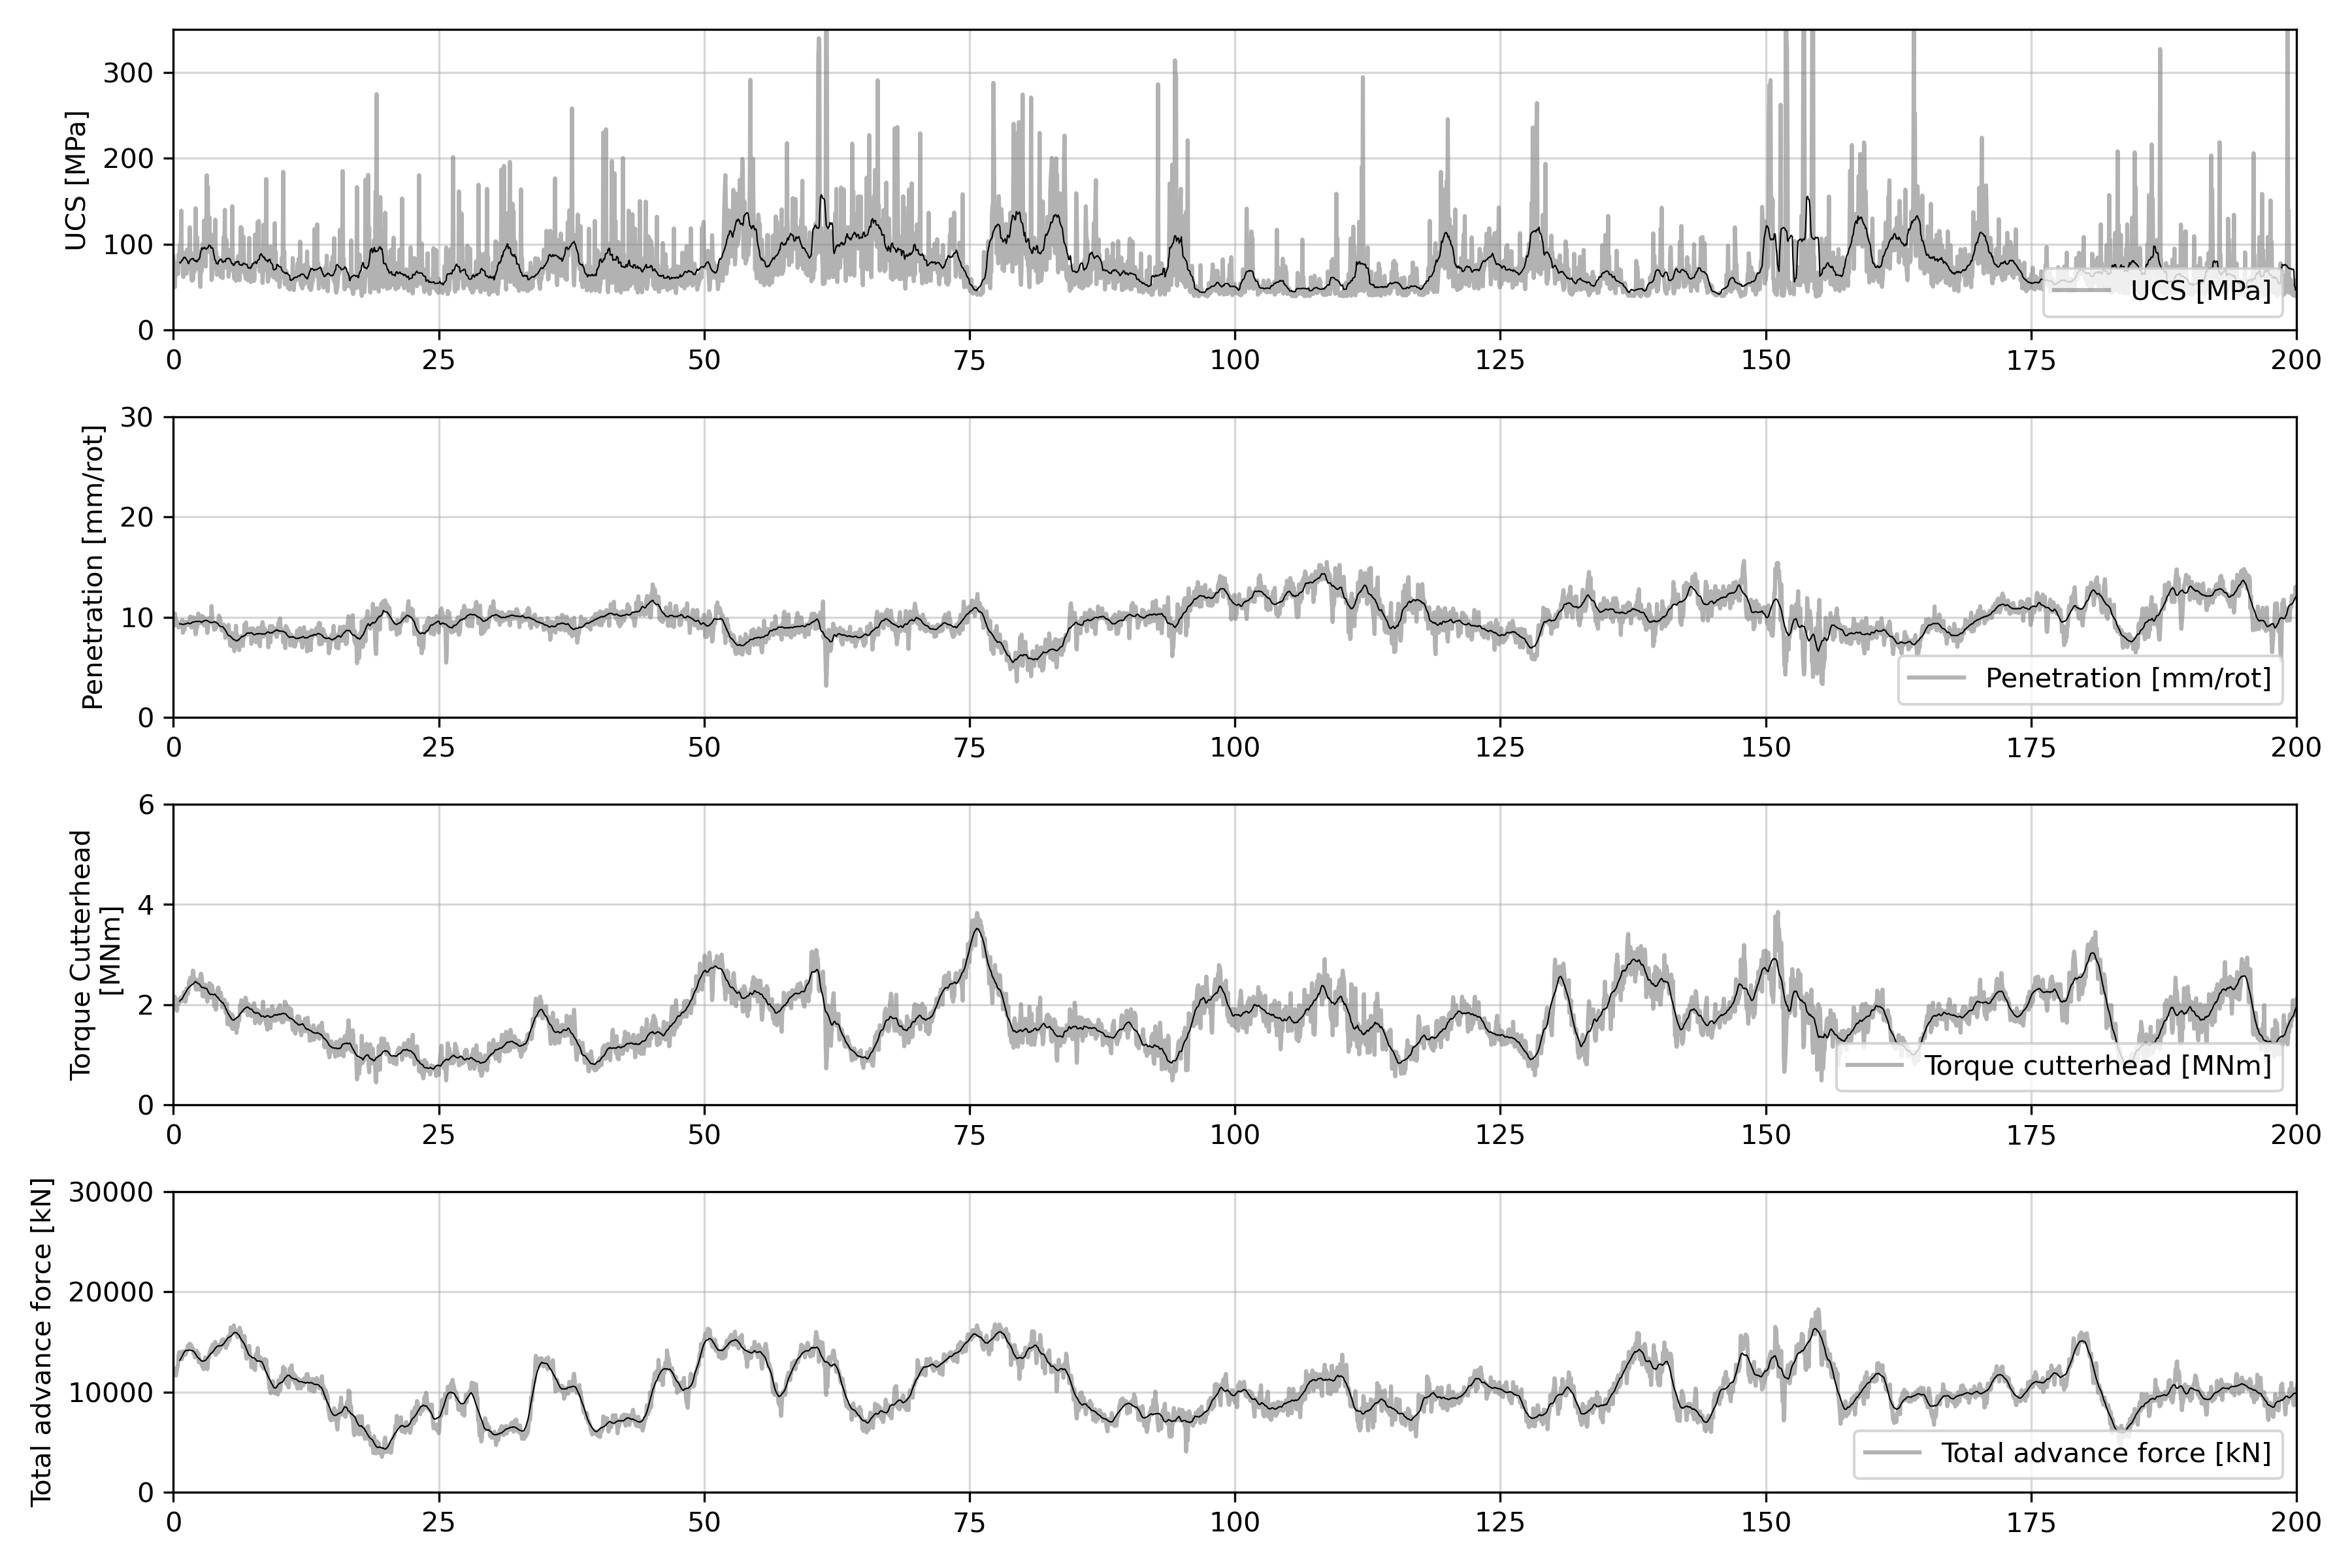 UCS [MPa]
300
200
100
0
0 25 50 75 100 125 150 175 200
UCS [MPa]
Penetration [mm/rot]
30
20
10
0
0 25 50 75 100 125 150 175 200
Penetration [mm/rot]
Torque Cutterhead
[MNm]
6
4
2
0
0 25 50 75 100 125 150 175 200
Torque cutterhead [MNm]
Total advance force [kN]
30000
20000
10000
0
0 25 50 75 100 125 150 175 200
Total advance force [kN]